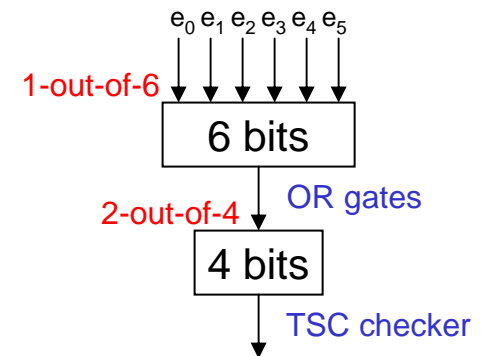 e0 e1 e2 e3 e4 e5
1-out-of-6
6 bits
OR gates
2-out-of-4
4 bits
TSC checker